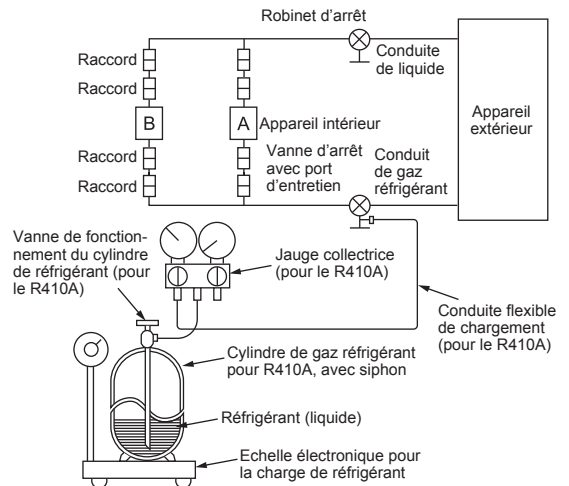 Robinet d'arrêt
Raccord
Conduite
de liquide
Raccord
B
A
Appareil intérieur
Appareil
extérieur
Raccord
Vanne d'arrêt
avec port
d'entretien
Conduit
de gaz
réfrigérant
Raccord
Vanne de fonction-
nement du cylindre
de réfrigérant (pour
le R410A)
Jauge collectrice
(pour le R410A)
Conduite flexible
de chargement
(pour le R410A)
Cylindre de gaz réfrigérant
pour R410A, avec siphon
Réfrigérant (liquide)
Echelle électronique pour
la charge de réfrigérant